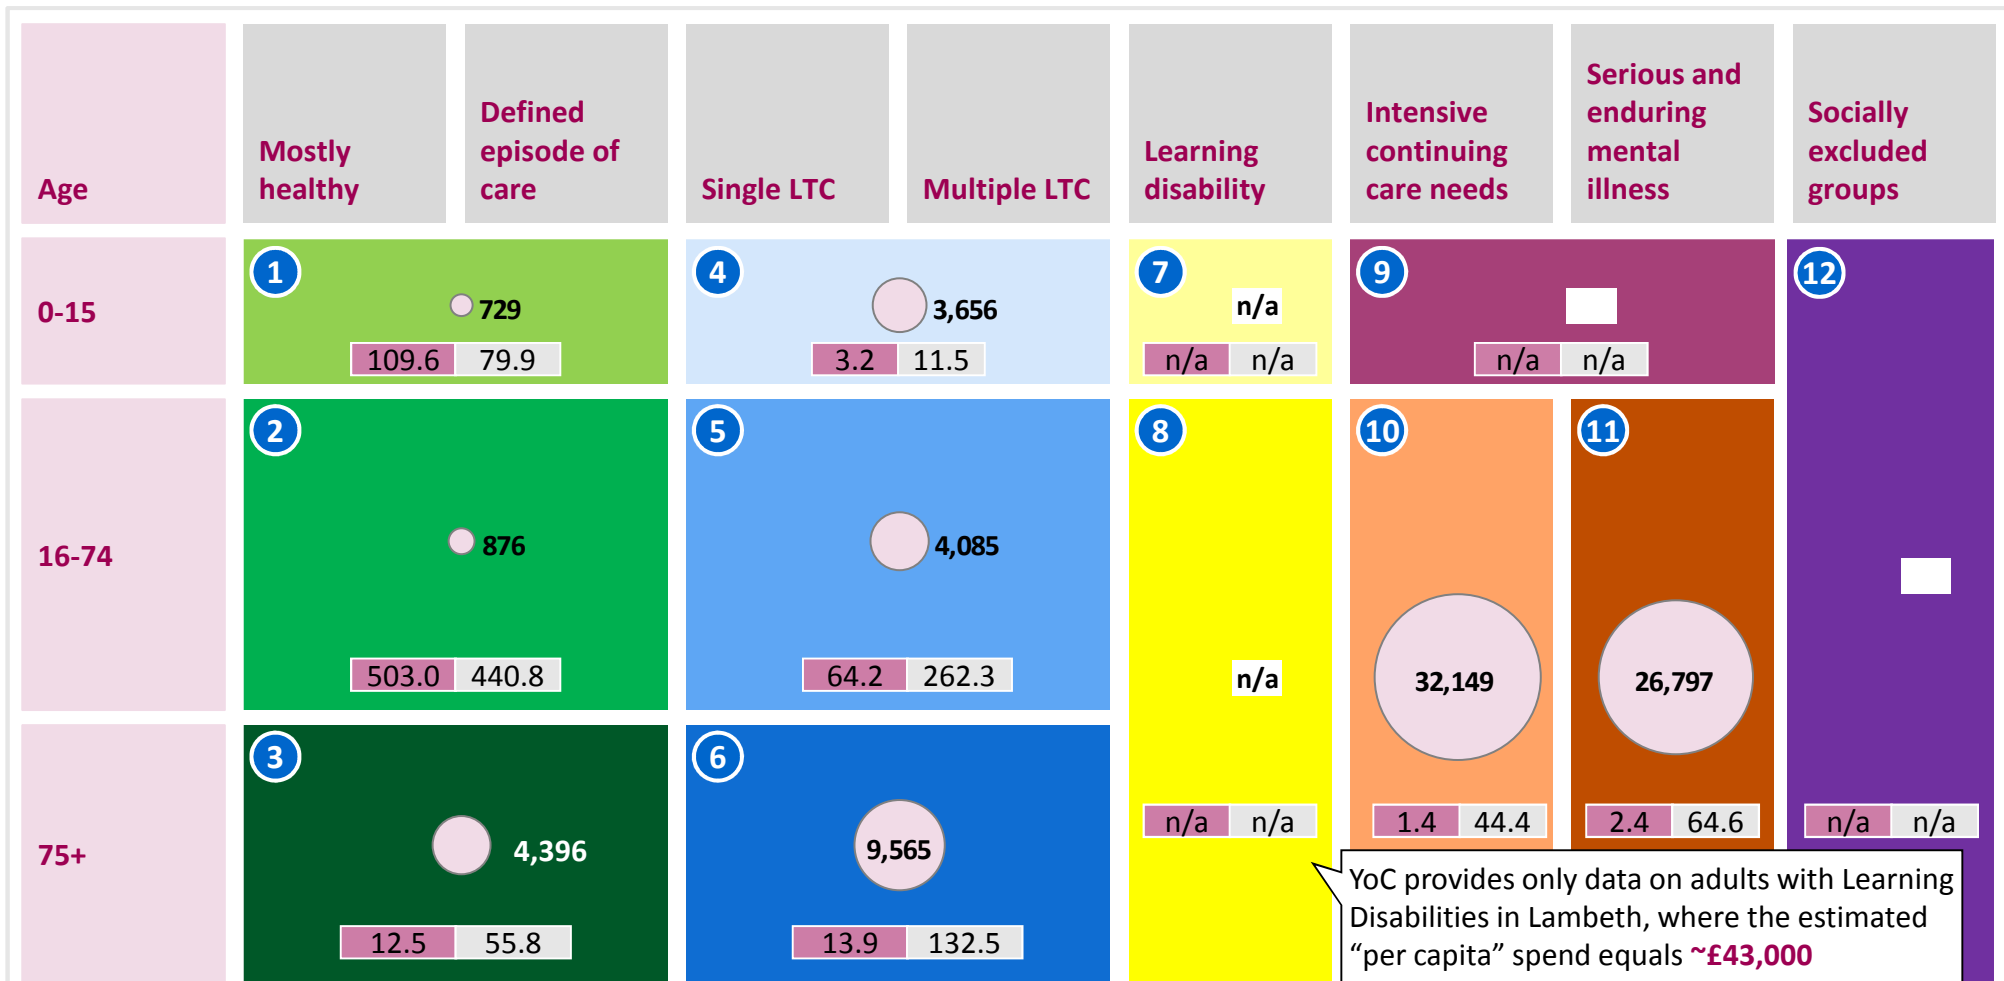 Age
Mostly
healthy
Defined
episode of
care
Single LTC
Multiple LTC
Learning
disability
Intensive
continuing
care needs
Serious and
enduring
mental
illness
Socially
excluded
groups
0-15
1
729
109.6 79.9
4
3,656
3.2 11.5
7
n/a
n/a n/a
9
n/a n/a
12
16-74
2
876
503.0 440.8
5
4,085
64.2 262.3
8
n/a
n/a n/a
10
32,149
1.4 44.4
11
26,797
2.4 64.6
n/a n/a
75+
3
4,396
12.5 55.8
6
9,565
13.9 132.5
YoC provides only data on adults with Learning
Disabilities in Lambeth, where the estimated
“per capita” spend equals ~£43,000